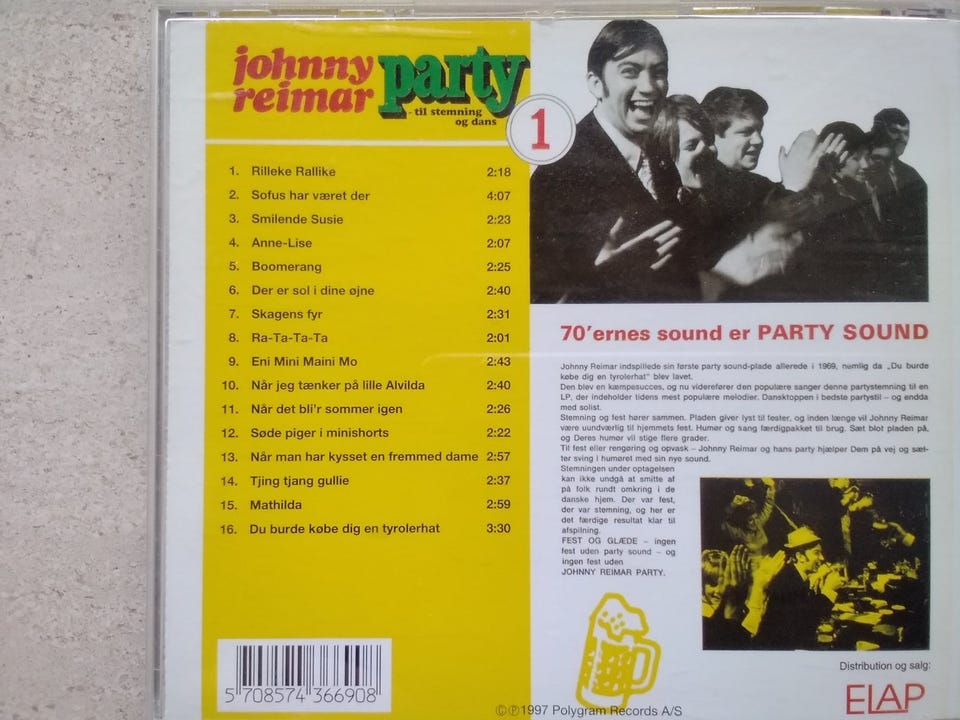 johnny
reimar party
- til stemning
og dans
1
1. Rilleke Rallike 2:18
2. Sofus har været der 4:07
3. Smilende Susie 2:23
4. Anne-Lise 2:07
5. Boomerang 2:25
6. Der er sol i dine øjne 2:40
7. Skagens fyr 2:31
8. Ra-Ta-Ta-Ta 2:01
9. Eni Mini Maini Mo 2:43
10. Når jeg tænker på lille Alvilda 2:40
11. Når det bli'r sommer igen 2:26
12. Søde piger i minishorts 2:22
13. Når man har kysset en fremmed dame 2:57
14. Tjing tjang gullie 2:37
15. Mathilda 2:59
16. Du burde købe dig en tyrolerhat 3:30
5 708574 366908
70'ernes sound er PARTY SOUND
Johnny Reimar indspillede sin første party sound-plade allerede i 1969, nemlig da „Du burde
købe dig en tyrolerhat" blev lavet.
Den blev en kæmpesucces, og nu viderefører den populære sanger denne partystemning til en
LP, der indeholder tidens mest populære melodier. Dansktoppen i bedste partystil – og endda
med solist.
Stemning og fest hører sammen. Pladen giver lyst til fester, og inden længe vil Johnny Reimar
være uundværlig til hjemmets fest. Humør og sang færdigpakket til brug. Sæt blot pladen på,
og Deres humør vil stige flere grader.
Til fest eller rengøring og opvask – Johnny Reimar og hans party hjælper Dem på vej og sæt-
ter sving i humøret med sin nye sound.
Stemningen under optagelsen
kan ikke undgå at smitte af
på folk rundt omkring i de
danske hjem. Der var fest,
der var stemning, og her er
det færdige resultat klar til
afspilning.
FEST OG GLÆDE – ingen
fest uden party sound – og
ingen fest uden
JOHNNY REIMAR PARTY.
Distribution og salg:
ELAP
©℗1997 Polygram Records A/S